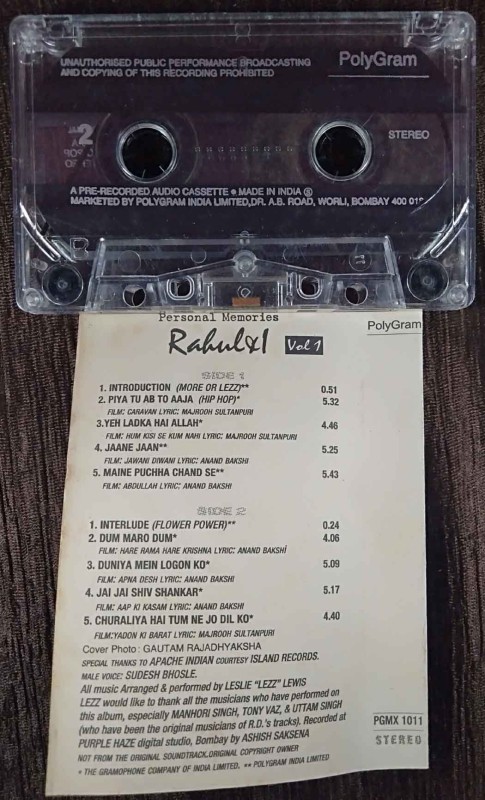 UNAUTHORISED PUBLIC PERFORMANCE BROADCASTING
AND COPYING OF THIS RECORDING PROHIBITED
PolyGram
2
STEREO
A PRE-RECORDED AUDIO CASSETTE ● MADE IN INDIA Ⓟ
MARKETED BY POLYGRAM INDIA LIMITED,DR. A.B. ROAD, WORLI, BOMBAY 400
Personal Memories
PolyGram
Rahul&I Vol 1
SIDE 1
1. INTRODUCTION (MORE OR LEZZ)** 0.51
2. PIYA TU AB TO AAJA (HIP HOP)* 5.32
FILM: CARAVAN LYRIC: MAJROOH SULTANPURI
3.YEH LADKA HAI ALLAH* 4.46
FILM: HUM KISI SE KUM NAHI LYRIC: MAJROOH SULTANPURI
4. JAANE JAAN** 5.25
FILM: JAWANI DIWANI LYRIC: ANAND BAKSHI
5. MAINE PUCHHA CHAND SE** 5.43
FILM: ABDULLAH LYRIC: ANAND BAKSHI
SIDE 2
1. INTERLUDE (FLOWER POWER)** 0.24
2. DUM MARO DUM* 4.06
FILM: HARE RAMA HARE KRISHNA LYRIC: ANAND BAKSHI
3. DUNIYA MEIN LOGON KO* 5.09
FILM: APNA DESH LYRIC: ANAND BAKSHI
4. JAI JAI SHIV SHANKAR* 5.17
FILM: AAP KI KASAM LYRIC: ANAND BAKSHI
5. CHURALIYA HAI TUM NE JO DIL KO* 4.40
FILM:YADON KI BARAT LYRIC: MAJROOH SULTANPURI
Cover Photo : GAUTAM RAJADHYAKSHA
SPECIAL THANKS TO APACHE INDIAN COURTESY ISLAND RECORDS.
MALE VOICE: SUDESH BHOSLE.
All music Arranged & performed by LESLIE "LEZZ" LEWIS
LEZZ would like to thank all the musicians who have performed on
this album, especially MANHORI SINGH, TONY VAZ, & UTTAM SINGH
(who have been the original musicians of R.D.'s tracks). Recorded at
PURPLE HAZE digital studio, Bombay by ASHISH SAKSENA
NOT FROM THE ORIGINAL SOUNDTRACK.ORIGINAL COPYRIGHT OWNER
* THE GRAMOPHONE COMPANY OF INDIA LIMITED. ** POLYGRAM INDIA LIMITED
PGMX 1011
STEREO